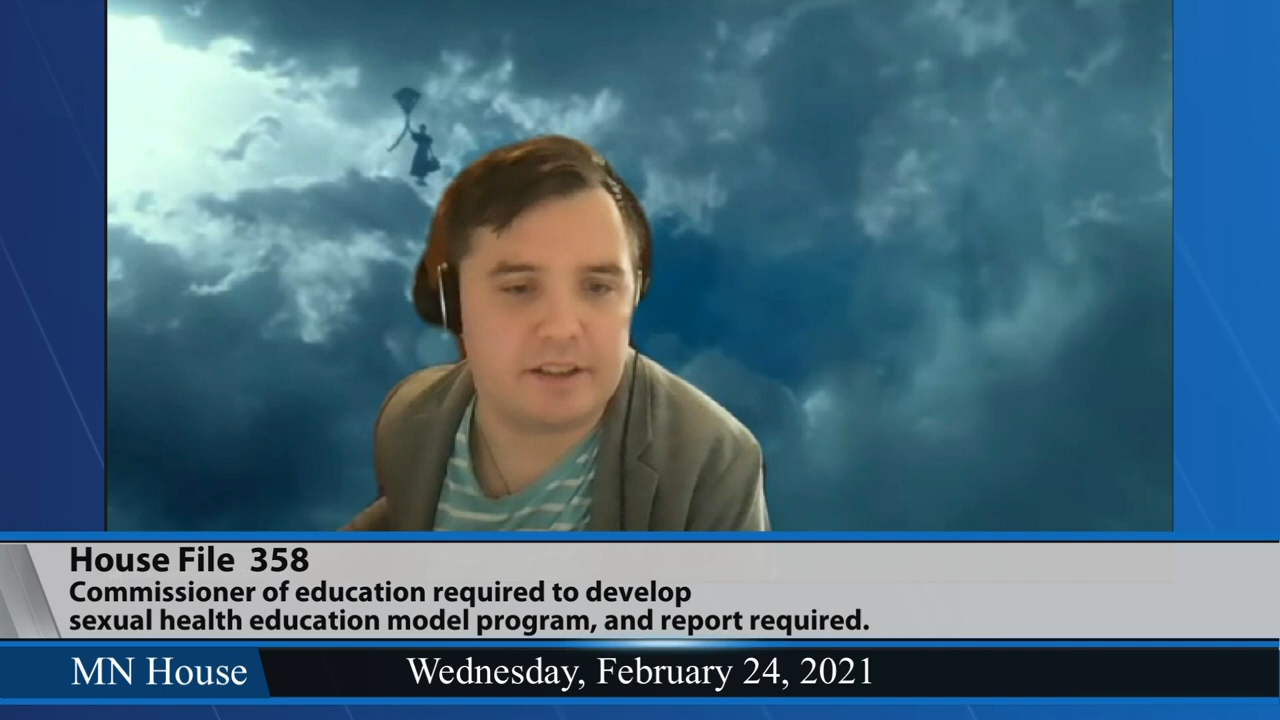 House File 358
Commissioner of education required to develop
sexual health education model program, and report required.
MN House
Wednesday, February 24, 2021